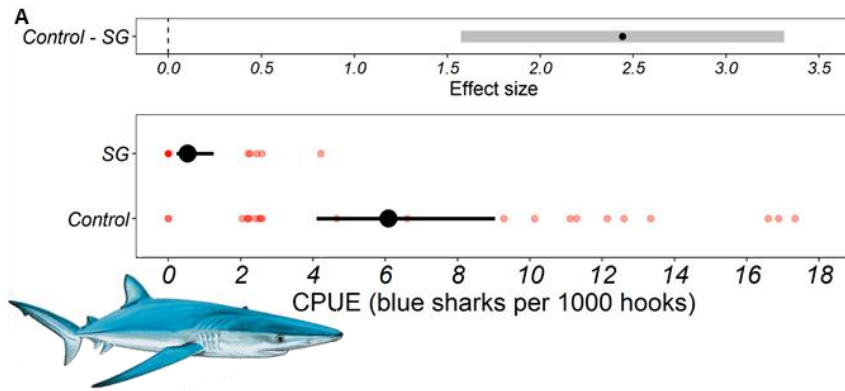 A
Control - SG
0.0 0.5 1.0 1.5 2.0 2.5 3.0 3.5
Effect size
SG
Control
0 2 4 6 8 10 12 14 16 18
CPUE (blue sharks per 1000 hooks)